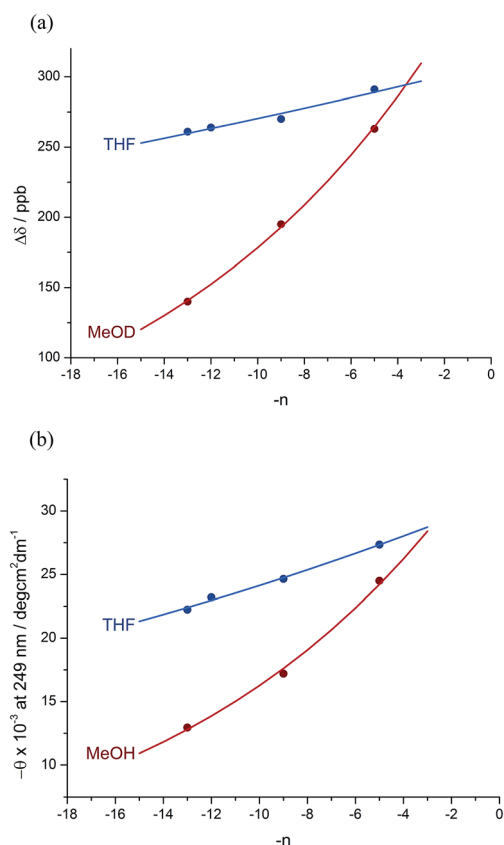 (a)
300
250
200
150
100
Δδ / ppb
THF
MeOD
-18 -16 -14 -12 -10 -8 -6 -4 -2 0
-n
(b)
30
25
20
15
10
−θ x 10⁻³ at 249 nm / degcm²dm⁻¹
THF
MeOH
-18 -16 -14 -12 -10 -8 -6 -4 -2 0
-n